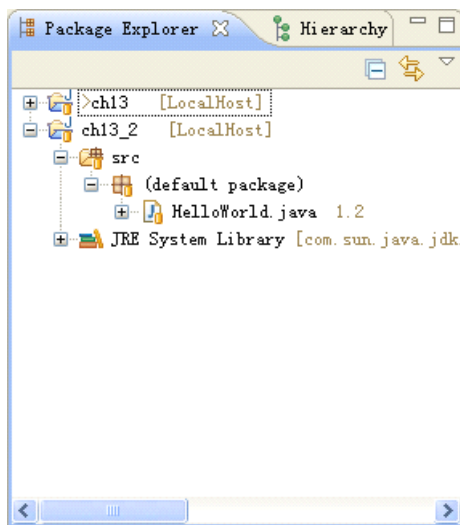 Package Explorer Hierarchy
>ch13 [LocalHost]
ch13_2 [LocalHost]
src
(default package)
HelloWorld.java 1.2
JRE System Library [com.sun.java.jdk